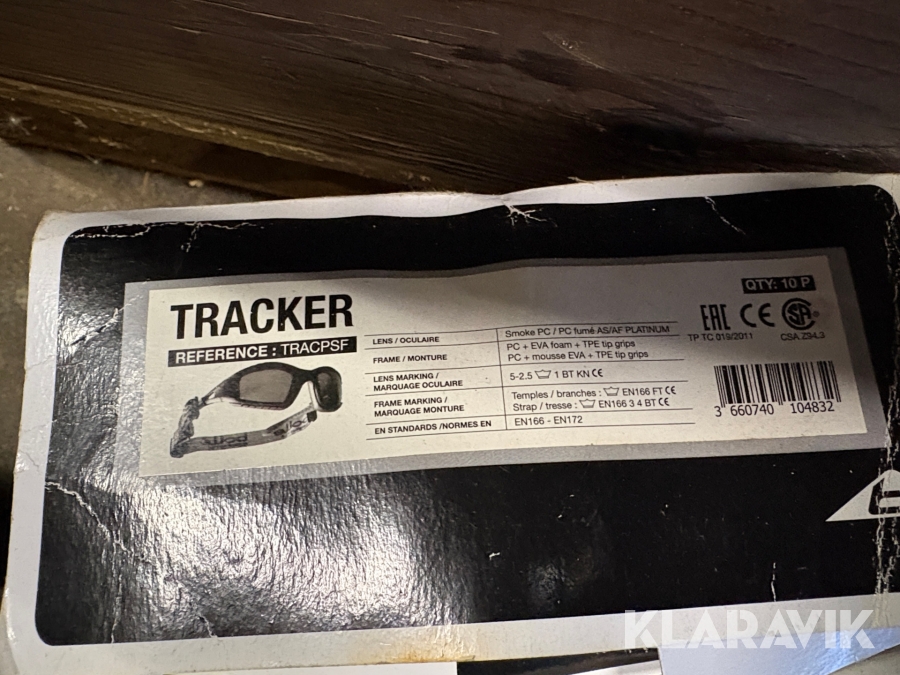 TRACKER
REFERENCE : TRACPSF
QTY: 10 P
EAC CE SA
TP TC 019/2011
CSA Z94.3
LENS / OCULAIRE
Smoke PC / PC fumé AS/AF PLATINUM
FRAME / MONTURE
PC + EVA foam + TPE tip grips
PC + mousse EVA + TPE tip grips
LENS MARKING /
MARQUAGE OCULAIRE
5-2.5 1 BT KN CE
FRAME MARKING /
MARQUAGE MONTURE
Temples / branches : EN166 FT CE
Strap / tresse : EN166 3 4 BT CE
EN STANDARDS /NORMES EN
EN166 - EN172
3 660740 104832
KLARAVIK